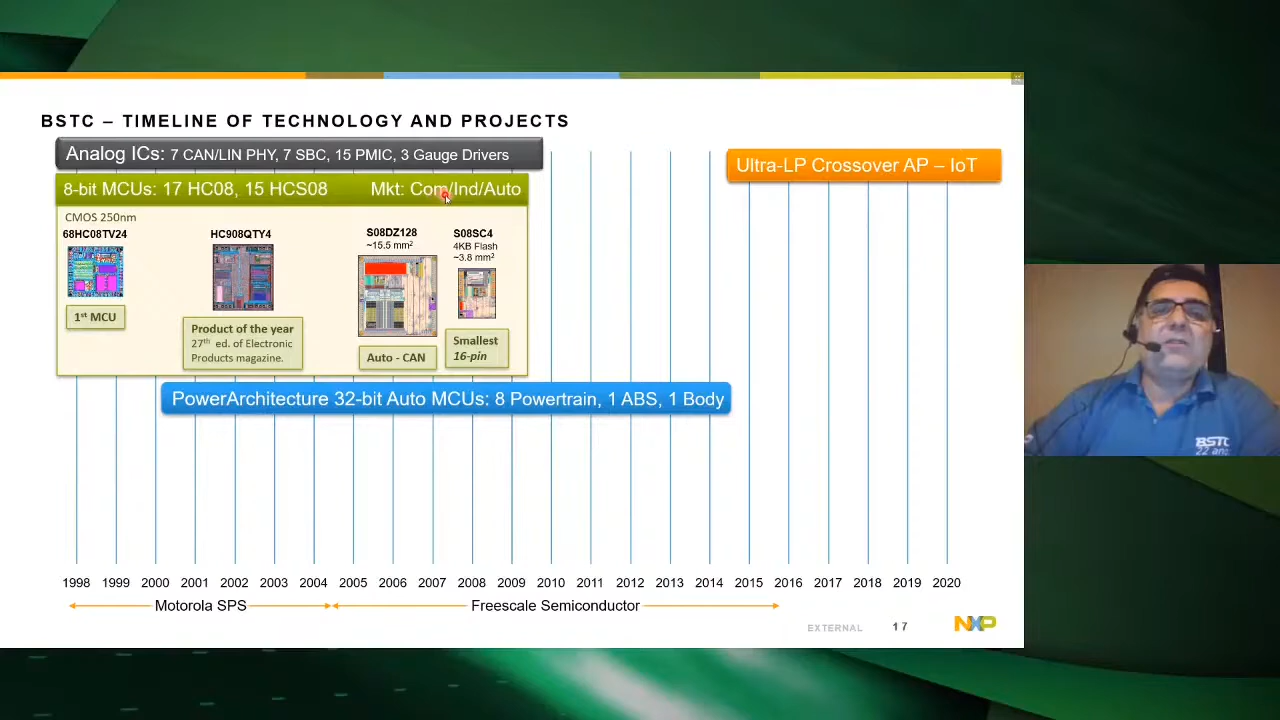 BSTC – TIMELINE OF TECHNOLOGY AND PROJECTS
Analog ICs: 7 CAN/LIN PHY, 7 SBC, 15 PMIC, 3 Gauge Drivers
Ultra-LP Crossover AP – IoT
8-bit MCUs: 17 HC08, 15 HCS08 Mkt: Com/Ind/Auto
CMOS 250nm
68HC08TV24
1st MCU
HC908QTY4
Product of the year
27th ed. of Electronic
Products magazine.
S08DZ128
~15.5 mm²
Auto - CAN
S08SC4
4KB Flash
~3.8 mm²
Smallest
16-pin
PowerArchitecture 32-bit Auto MCUs: 8 Powertrain, 1 ABS, 1 Body
1998 1999 2000 2001 2002 2003 2004 2005 2006 2007 2008 2009 2010 2011 2012 2013 2014 2015 2016 2017 2018 2019 2020
Motorola SPS Freescale Semiconductor
EXTERNAL 17 NXP
BSTC
22